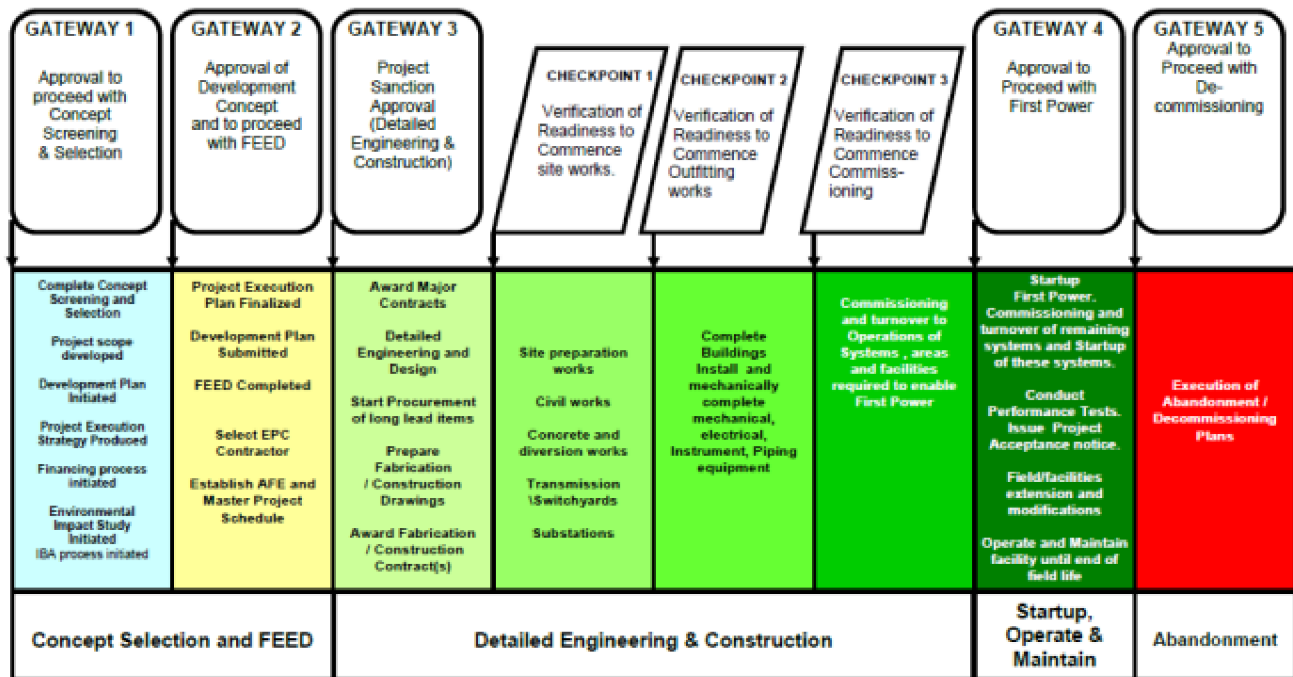 GATEWAY 1
Approval to
proceed with
Concept
Screening
& Selection
GATEWAY 2
Approval of
Development
Concept
and to proceed
with FEED
GATEWAY 3
Project
Sanction
Approval
(Detailed
Engineering &
Construction)
CHECKPOINT 1
Verification of
Readiness to
Commence
site works.
CHECKPOINT 2
Verification of
Readiness to
Commence
Outfitting
works
CHECKPOINT 3
Verification of
Readiness to
Commence
Commiss-
ioning
GATEWAY 4
Approval to
Proceed with
First Power
GATEWAY 5
Approval to
Proceed with
De-
commissioning
Complete Concept
Screening and
Selection
Project scope
developed
Development Plan
Initiated
Project Execution
Strategy Produced
Financing process
initiated
Environmental
Impact Study
Initiated
IBA process initiated
Project Execution
Plan Finalized
Development Plan
Submitted
FEED Completed
Select EPC
Contractor
Establish AFE and
Master Project
Schedule
Award Major
Contracts
Detailed
Engineering and
Design
Start Procurement
of long lead items
Prepare
Fabrication
/ Construction
Drawings
Award Fabrication
/ Construction
Contract(s)
Site preparation
works
Civil works
Concrete and
diversion works
Transmission
\Switchyards
Substations
Complete
Buildings
Install and
mechanically
complete
mechanical,
electrical,
Instrument, Piping
equipment
Commissioning
and turnover to
Operations of
Systems , areas
and facilities
required to enable
First Power
Startup
First Power.
Commissioning and
turnover of remaining
systems and Startup
of these systems.
Conduct
Performance Tests.
Issue Project
Acceptance notice.
Field/facilities
extension and
modifications
Operate and Maintain
facility until end of
field life
Execution of
Abandonment /
Decommissioning
Plans
Concept Selection and FEED
Detailed Engineering & Construction
Startup,
Operate &
Maintain
Abandonment